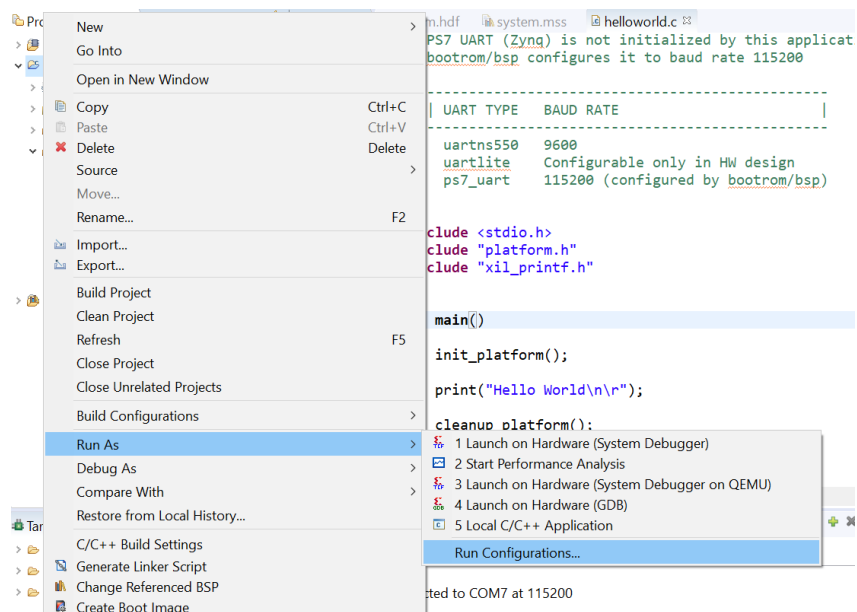 Pro
New
Go Into
Open in New Window
Copy Ctrl+C
Paste Ctrl+V
Delete Delete
Source
Move...
Rename... F2
Import...
Export...
Build Project
Clean Project
Refresh F5
Close Project
Close Unrelated Projects
Build Configurations
Run As
Debug As
Compare With
Restore from Local History...
C/C++ Build Settings
Generate Linker Script
Change Referenced BSP
Create Boot Image
Tar
m.hdf system.mss helloworld.c
PS7 UART (Zynq) is not initialized by this applicat
bootrom/bsp configures it to baud rate 115200
------------------------------------------------
| UART TYPE BAUD RATE |
------------------------------------------------
uartns550 9600
uartlite Configurable only in HW design
ps7_uart 115200 (configured by bootrom/bsp)
clude <stdio.h>
clude "platform.h"
clude "xil_printf.h"
main()
init_platform();
print("Hello World\n\r");
cleanup_platform();
1 Launch on Hardware (System Debugger)
2 Start Performance Analysis
3 Launch on Hardware (System Debugger on QEMU)
4 Launch on Hardware (GDB)
5 Local C/C++ Application
Run Configurations...
cted to COM7 at 115200